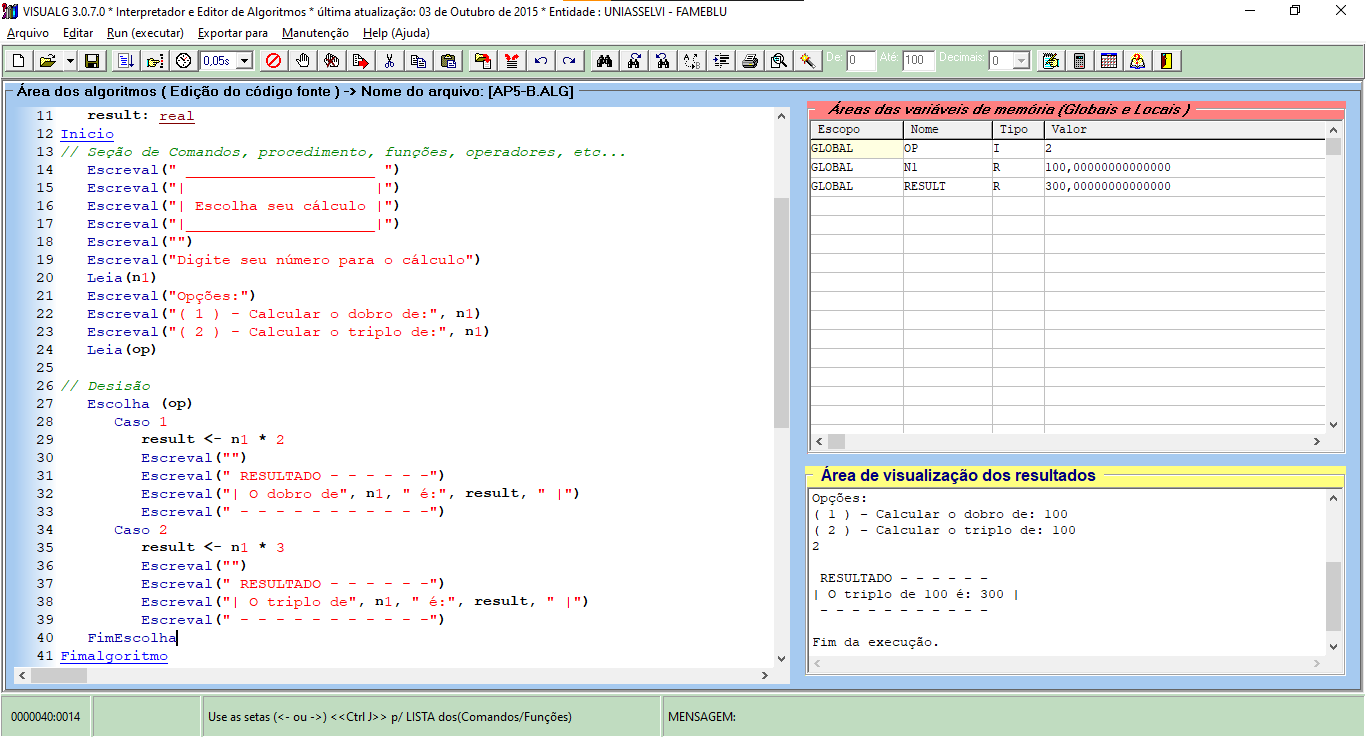 VISUALG 3.0.7.0 * Interpretador e Editor de Algoritmos * última atualização: 03 de Outubro de 2015 * Entidade : UNIASSELVI - FAMEBLU
Arquivo Editar Run (executar) Exportar para Manutenção Help (Ajuda)
0,05s De: 0 Até: 100 Decimais: 0
Área dos algoritmos ( Edição do código fonte ) -> Nome do arquivo: [AP5-B.ALG]
11 result: real
12 Inicio
13 // Seção de Comandos, procedimento, funções, operadores, etc...
14 Escreval(" _____________________ ")
15 Escreval("|                     |")
16 Escreval("| Escolha seu cálculo |")
17 Escreval("|_____________________|")
18 Escreval("")
19 Escreval("Digite seu número para o cálculo")
20 Leia(n1)
21 Escreval("Opções:")
22 Escreval("( 1 ) - Calcular o dobro de:", n1)
23 Escreval("( 2 ) - Calcular o triplo de:", n1)
24 Leia(op)
25
26 // Desisão
27 Escolha (op)
28 Caso 1
29 result <- n1 * 2
30 Escreval("")
31 Escreval(" RESULTADO - - - - - -")
32 Escreval("| O dobro de", n1, " é:", result, " |")
33 Escreval(" - - - - - - - - - - -")
34 Caso 2
35 result <- n1 * 3
36 Escreval("")
37 Escreval(" RESULTADO - - - - - -")
38 Escreval("| O triplo de", n1, " é:", result, " |")
39 Escreval(" - - - - - - - - - - -")
40 FimEscolha
41 Fimalgoritmo
Áreas das variáveis de memória (Globais e Locais )
Escopo Nome Tipo Valor
GLOBAL OP I 2
GLOBAL N1 R 100,00000000000000
GLOBAL RESULT R 300,00000000000000
Área de visualização dos resultados
Opções:
( 1 ) - Calcular o dobro de: 100
( 2 ) - Calcular o triplo de: 100
2
RESULTADO - - - - - -
| O triplo de 100 é: 300 |
- - - - - - - - - - -
Fim da execução.
0000040:0014 Use as setas (<- ou ->) <<Ctrl J>> p/ LISTA dos(Comandos/Funções) MENSAGEM: